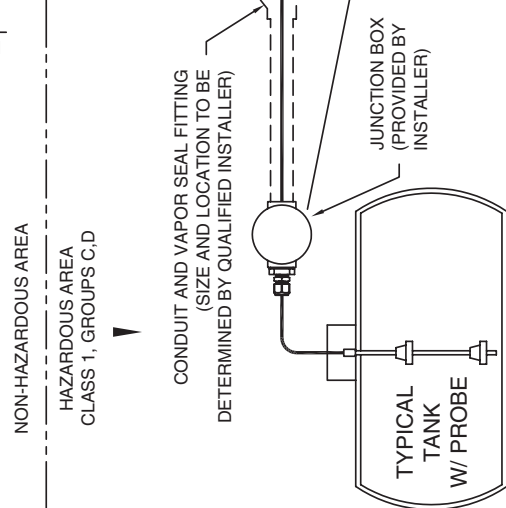 NON-HAZARDOUS AREA
HAZARDOUS AREA
CLASS 1, GROUPS C,D
CONDUIT AND VAPOR SEAL FITTING
(SIZE AND LOCATION TO BE
DETERMINED BY QUALIFIED INSTALLER)
JUNCTION BOX
(PROVIDED BY
INSTALLER)
TYPICAL
TANK
W/ PROBE